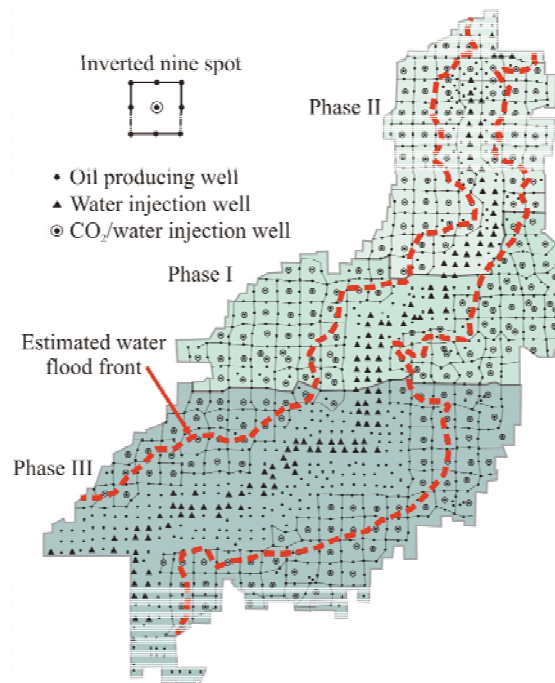 Inverted nine spot
Phase II
Oil producing well
Water injection well
CO₂/water injection well
Phase I
Estimated water
flood front
Phase III